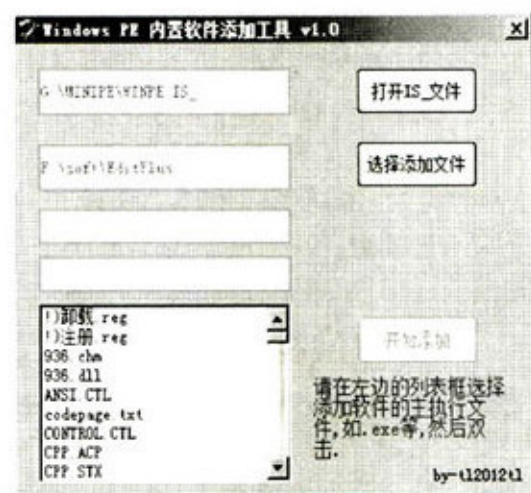 Windows PE 内置软件添加工具 v1.0
G:\MINIPE\WINPE.IS_
打开IS_文件
F:\soft\EditPlus
选择添加文件
!)卸载.reg
!)注册.reg
936.chm
936.dll
ANSI.CTL
codepage.txt
CONTROL.CTL
CPP.ACP
CPP.STX
开始添加
请在左边的列表框选择
添加软件的主执行文
件,如.exe等,然后双
击.
by-tl2012tl